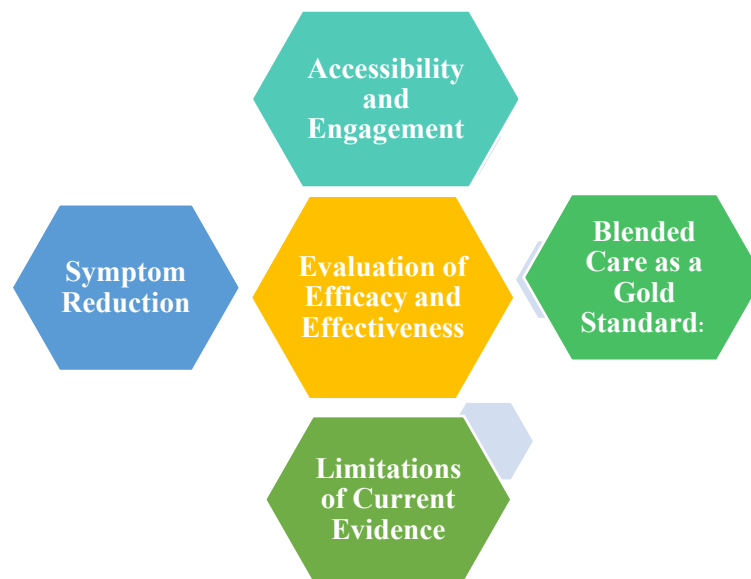 Accessibility
and
Engagement
Symptom
Reduction
Evaluation of
Efficacy and
Effectiveness
Blended
Care as a
Gold
Standard:
Limitations
of Current
Evidence